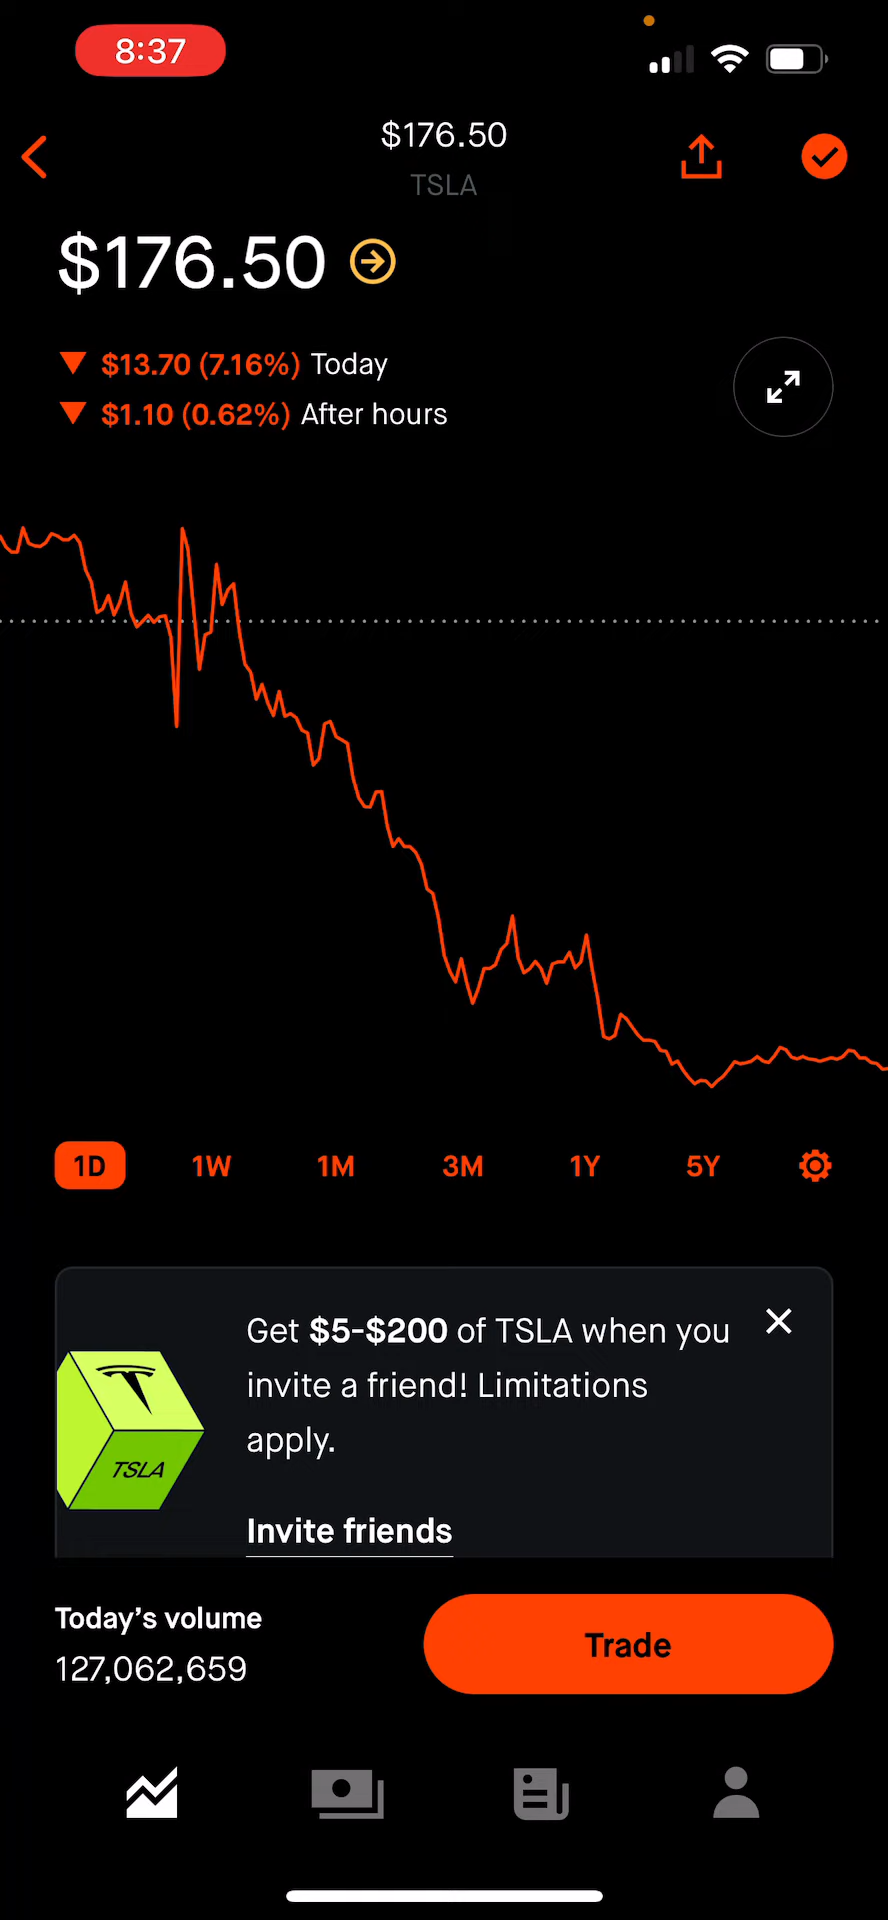 8:37
$176.50
TSLA
$176.50
$13.70 (7.16%) Today
$1.10 (0.62%) After hours
1D 1W 1M 3M 1Y 5Y
Get $5-$200 of TSLA when you
invite a friend! Limitations
apply.
TSLA
Invite friends
Today's volume
127,062,659
Trade